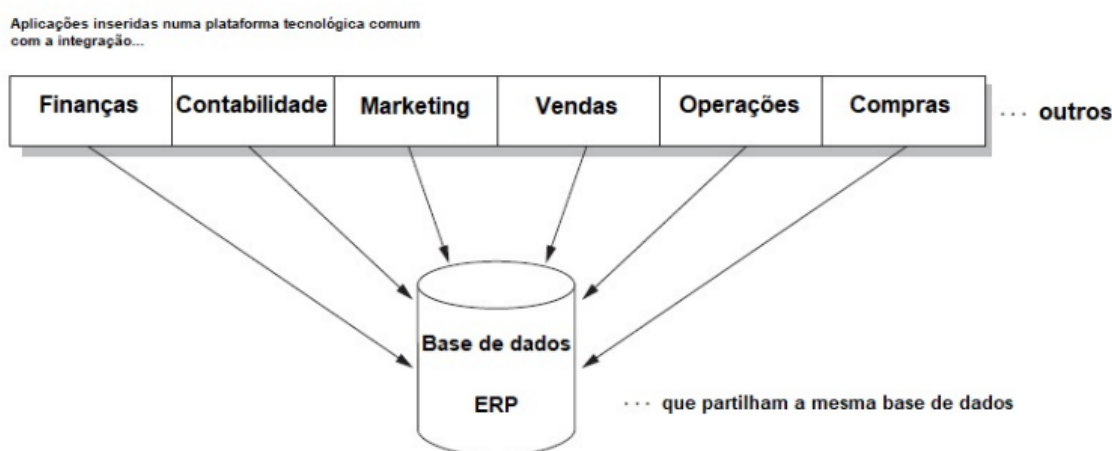 Aplicações inseridas numa plataforma tecnológica comum
com a integração...
Finanças Contabilidade Marketing Vendas Operações Compras ... outros
Base de dados
ERP ... que partilham a mesma base de dados